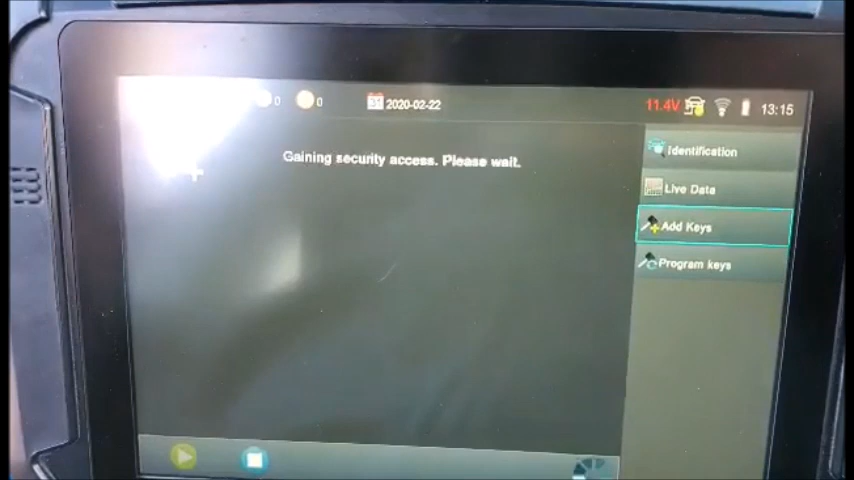 0
0
31
2020-02-22
11.4V
13:15
Gaining security access. Please wait.
Identification
Live Data
Add Keys
Program keys